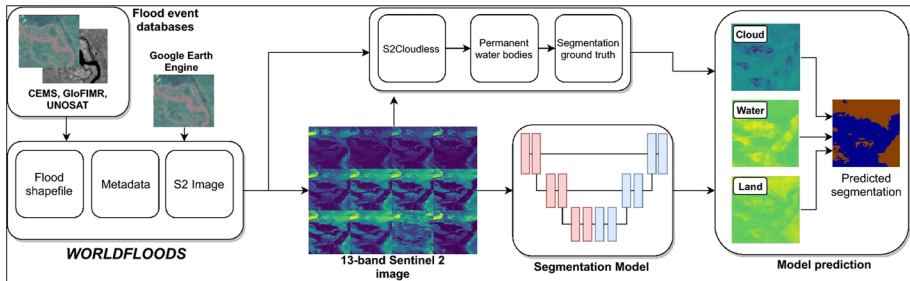 Flood event
databases
CEMS, GloFIMR,
UNOSAT
Google Earth
Engine
Flood
shapefile
Metadata
S2 Image
WORLDFLOODS
S2Cloudless
Permanent
water bodies
Segmentation
ground truth
13-band Sentinel 2
image
Segmentation Model
Cloud
Water
Land
Predicted
segmentation
Model prediction